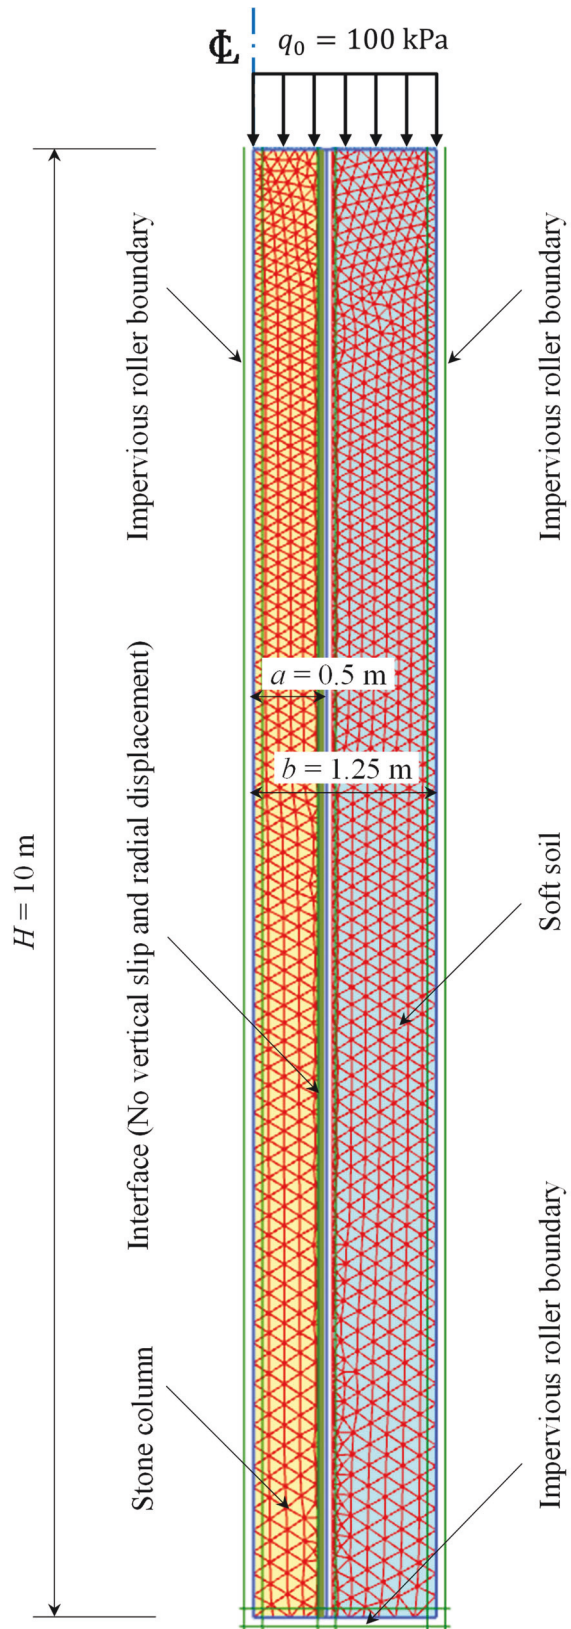 ℄ q₀ = 100 kPa
Impervious roller boundary
Impervious roller boundary
a = 0.5 m
b = 1.25 m
H = 10 m
Interface (No vertical slip and radial displacement)
Soft soil
Stone column
Impervious roller boundary